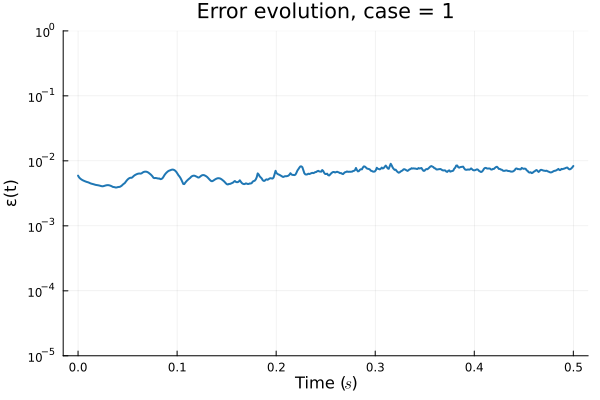 Error evolution, case = 1
ε(t)
10⁰
10⁻¹
10⁻²
10⁻³
10⁻⁴
10⁻⁵
0.0 0.1 0.2 0.3 0.4 0.5
Time (s)